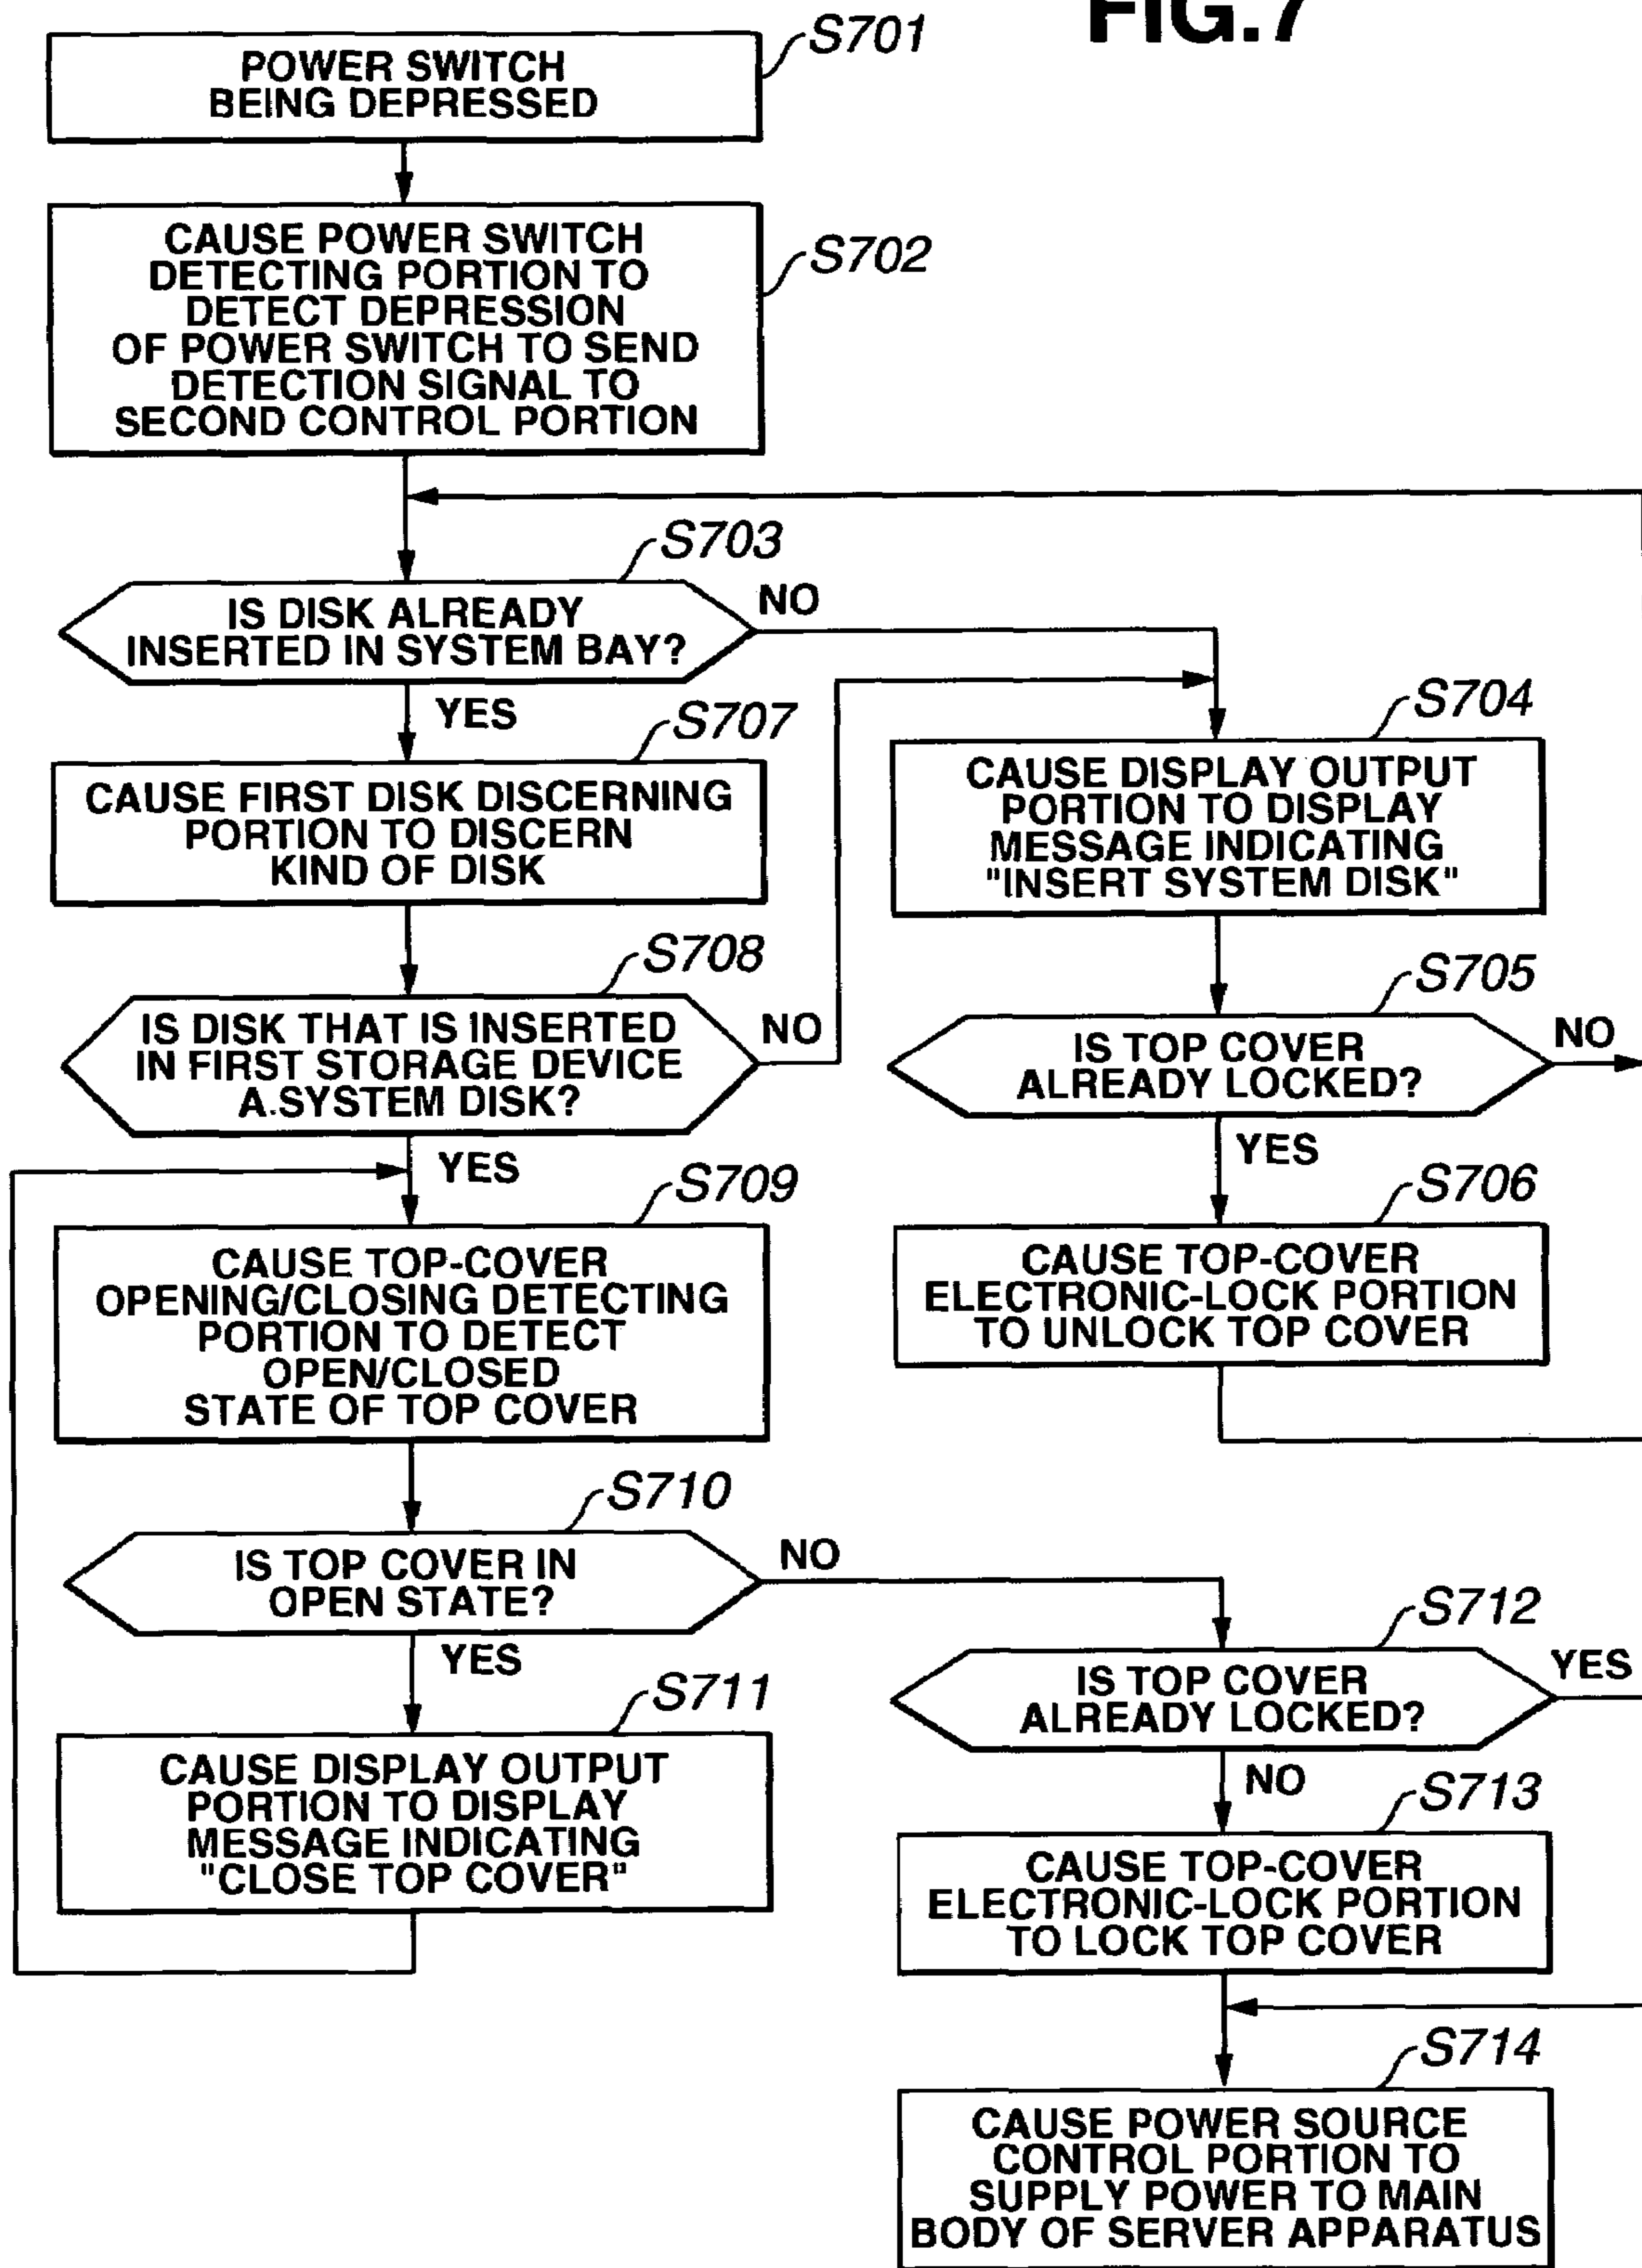 FIG.7
S701
POWER SWITCH
BEING DEPRESSED
S702
CAUSE POWER SWITCH
DETECTING PORTION TO
DETECT DEPRESSION
OF POWER SWITCH TO SEND
DETECTION SIGNAL TO
SECOND CONTROL PORTION
S703
IS DISK ALREADY
INSERTED IN SYSTEM BAY?
NO
YES
S704
CAUSE DISPLAY OUTPUT
PORTION TO DISPLAY
MESSAGE INDICATING
"INSERT SYSTEM DISK"
S707
CAUSE FIRST DISK DISCERNING
PORTION TO DISCERN
KIND OF DISK
S708
IS DISK THAT IS INSERTED
IN FIRST STORAGE DEVICE
A.SYSTEM DISK?
NO
YES
S705
IS TOP COVER
ALREADY LOCKED?
NO
YES
S706
CAUSE TOP-COVER
ELECTRONIC-LOCK PORTION
TO UNLOCK TOP COVER
S709
CAUSE TOP-COVER
OPENING/CLOSING DETECTING
PORTION TO DETECT
OPEN/CLOSED
STATE OF TOP COVER
S710
IS TOP COVER IN
OPEN STATE?
NO
YES
S711
CAUSE DISPLAY OUTPUT
PORTION TO DISPLAY
MESSAGE INDICATING
"CLOSE TOP COVER"
S712
IS TOP COVER
ALREADY LOCKED?
YES
NO
S713
CAUSE TOP-COVER
ELECTRONIC-LOCK PORTION
TO LOCK TOP COVER
S714
CAUSE POWER SOURCE
CONTROL PORTION TO
SUPPLY POWER TO MAIN
BODY OF SERVER APPARATUS